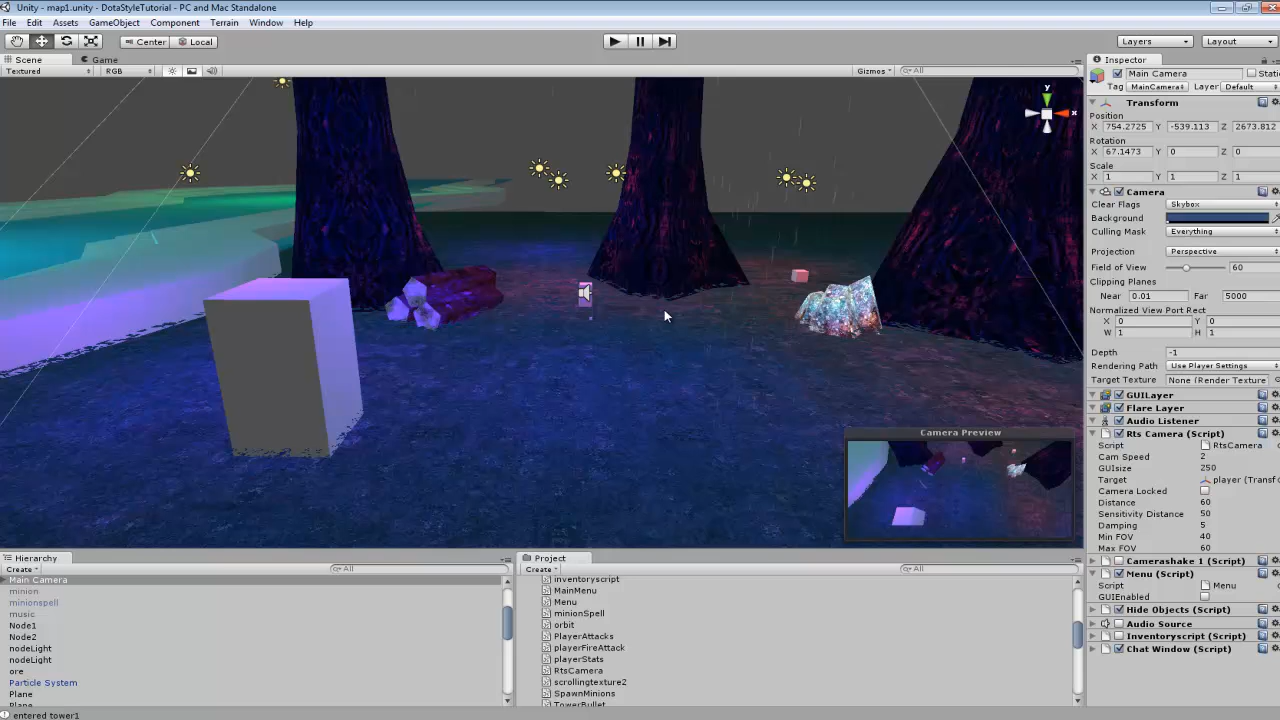 Unity - map1.unity - DotaStyleTutorial - PC and Mac Standalone
File Edit Assets GameObject Component Terrain Window Help
Center Local Layers Layout
Scene Game Inspector
Textured RGB Gizmos All
Main Camera Static
Tag MainCamera Layer Default
y
x
Transform
Position
X 754.2725 Y -539.113 Z 2673.812
Rotation
X 67.1473 Y 0 Z 0
Scale
X 1 Y 1 Z 1
Camera
Clear Flags Skybox
Background
Culling Mask Everything
Projection Perspective
Field of View 60
Clipping Planes
Near 0.01 Far 5000
Normalized View Port Rect
X 0 Y 0
W 1 H 1
Depth -1
Rendering Path Use Player Settings
Target Texture None (Render Texture
GUILayer
Flare Layer
Audio Listener
Rts Camera (Script)
Script RtsCamera
Cam Speed 2
GUIsize 250
Target player (Transf
Camera Locked
Distance 60
Sensitivity Distance 50
Damping 5
Min FOV 40
Max FOV 60
Camerashake 1 (Script)
Menu (Script)
Script Menu
GUIEnabled
Hide Objects (Script)
Audio Source
Inventoryscript (Script)
Chat Window (Script)
Camera Preview
Hierarchy
Create All
Main Camera
minion
minionspell
music
Node1
Node2
nodeLight
nodeLight
ore
Particle System
Plane
Plane
Project
Create All
inventoryscript
MainMenu
Menu
minionSpell
orbit
PlayerAttacks
playerFireAttack
playerStats
RtsCamera
scrollingtexture2
SpawnMinions
TowerBullet
entered tower1